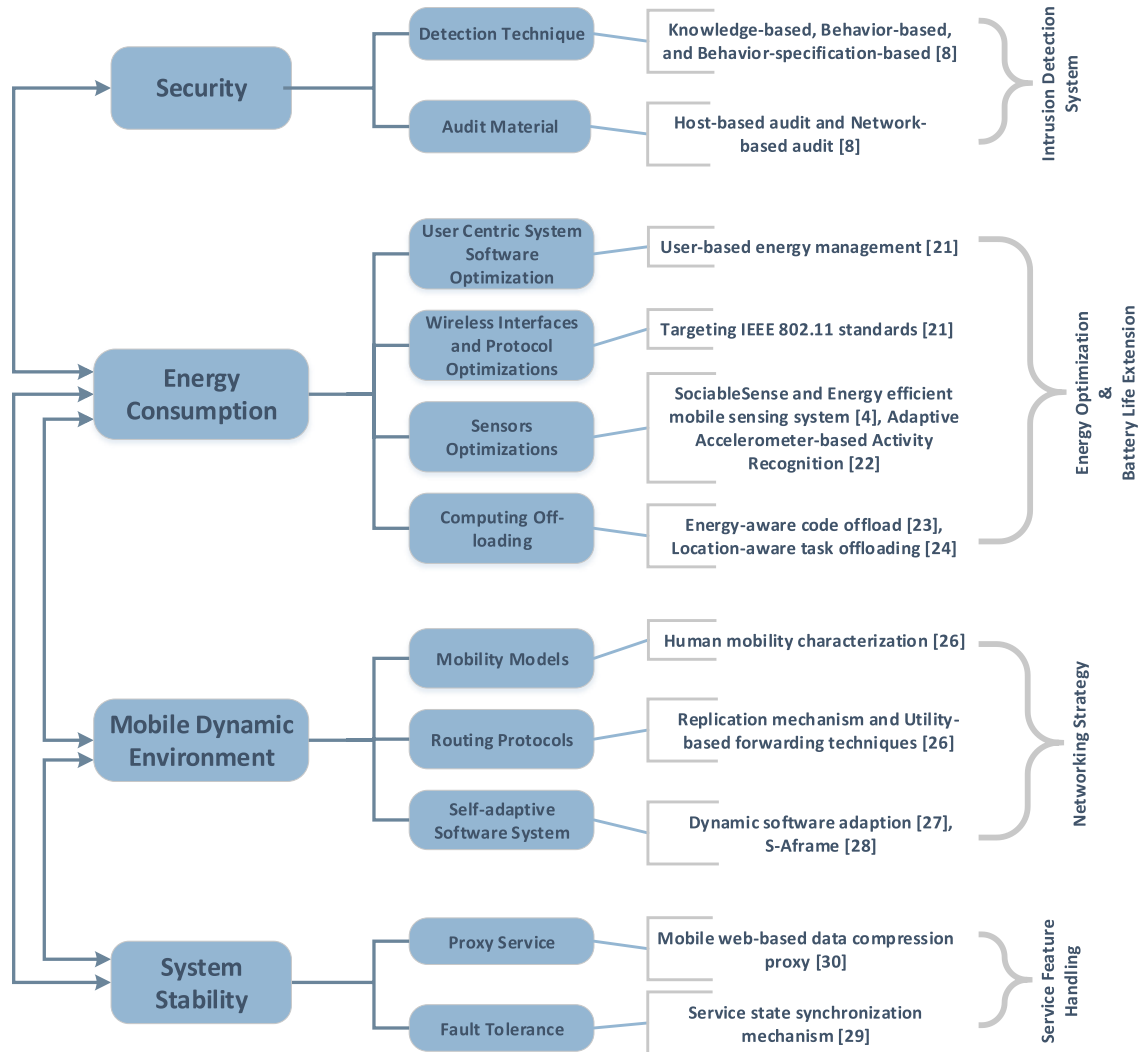 Security
Detection Technique
Knowledge-based, Behavior-based,
and Behavior-specification-based [8]
Audit Material
Host-based audit and Network-
based audit [8]
Intrusion Detection
System
Energy
Consumption
User Centric System
Software
Optimization
User-based energy management [21]
Wireless Interfaces
and Protocol
Optimizations
Targeting IEEE 802.11 standards [21]
Sensors
Optimizations
SociableSense and Energy efficient
mobile sensing system [4], Adaptive
Accelerometer-based Activity
Recognition [22]
Computing Off-
loading
Energy-aware code offload [23],
Location-aware task offloading [24]
Energy Optimization
&
Battery Life Extension
Mobile Dynamic
Environment
Mobility Models
Human mobility characterization [26]
Routing Protocols
Replication mechanism and Utility-
based forwarding techniques [26]
Self-adaptive
Software System
Dynamic software adaption [27],
S-Aframe [28]
Networking Strategy
System
Stability
Proxy Service
Mobile web-based data compression
proxy [30]
Fault Tolerance
Service state synchronization
mechanism [29]
Service Feature
Handling